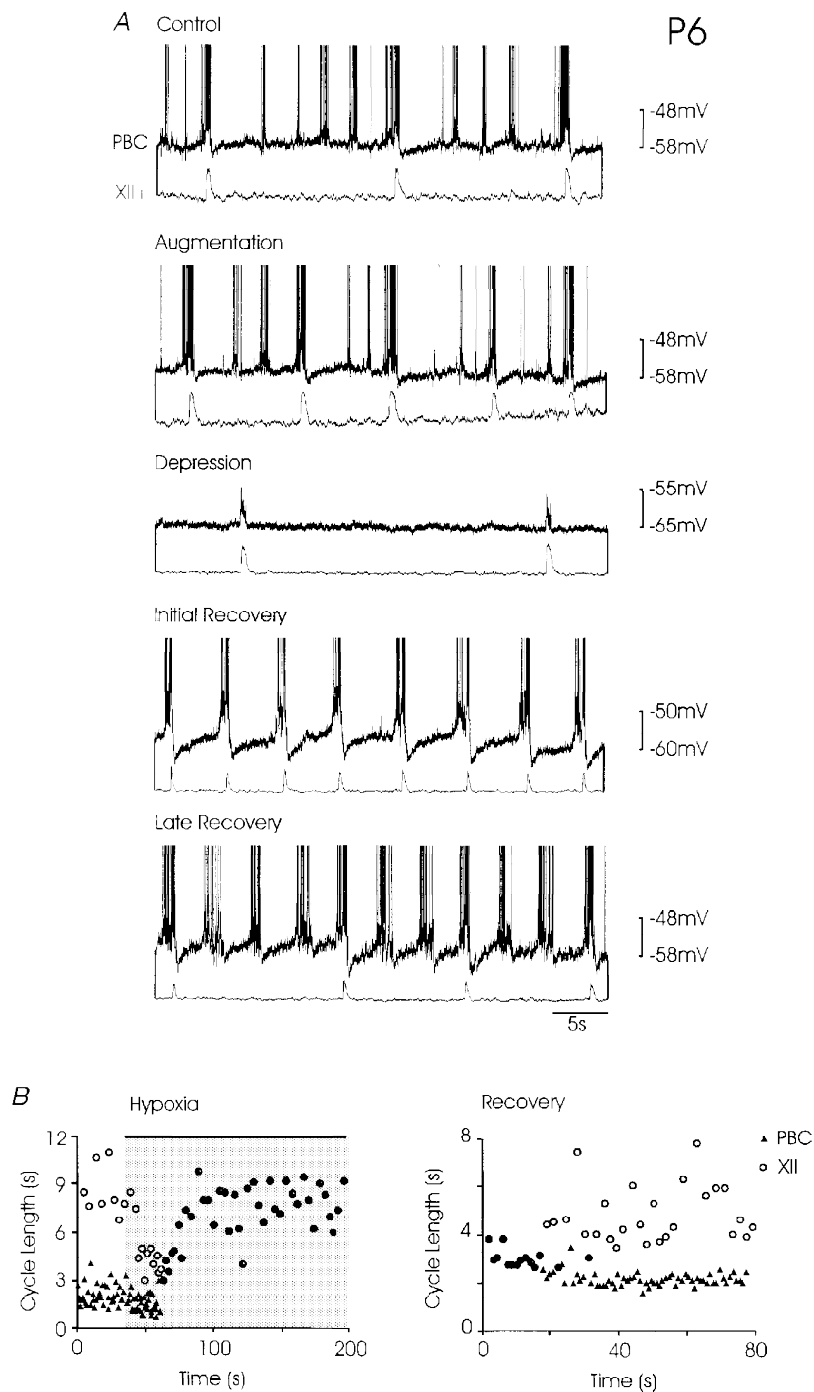 A
Control
P6
-48mV
PBC
-58mV
XII
Augmentation
-48mV
-58mV
Depression
-55mV
-65mV
Initial Recovery
-50mV
-60mV
Late Recovery
-48mV
-58mV
5s
B
Hypoxia
Recovery
12
9
6
3
0
Cycle Length (s)
0
100
200
Time (s)
8
4
0
Cycle Length (s)
0
40
80
Time (s)
PBC
XII